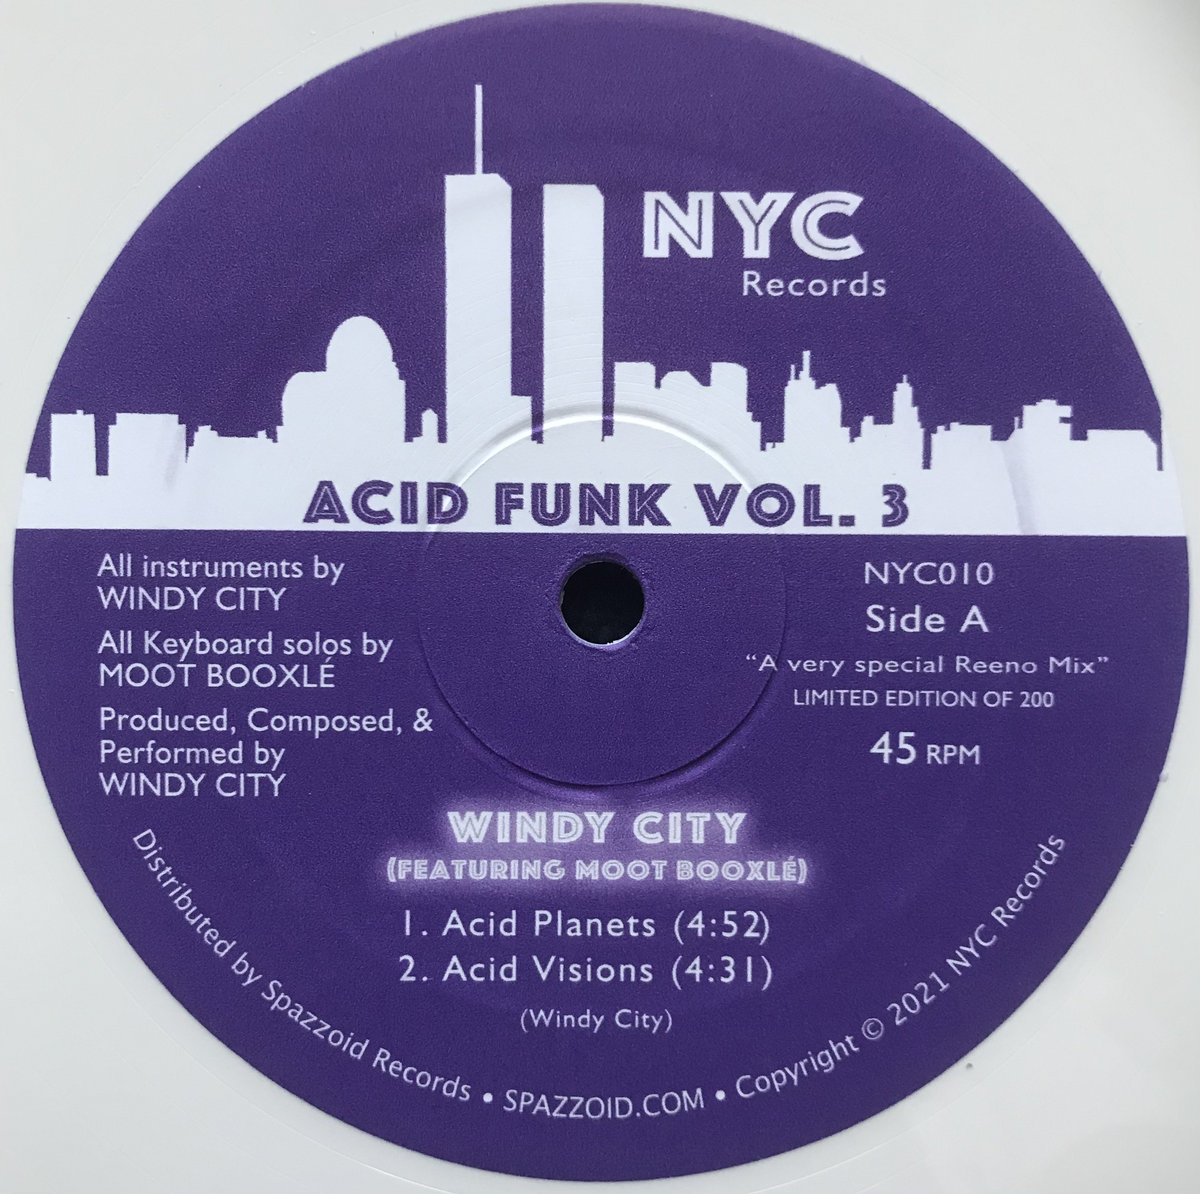 NYC
Records
ACID FUNK VOL. 3
All instruments by
WINDY CITY
All Keyboard solos by
MOOT BOOXLÉ
Produced, Composed, &
Performed by
WINDY CITY
NYC010
Side A
“A very special Reeno Mix”
LIMITED EDITION OF 200
45 RPM
WINDY CITY
(FEATURING MOOT BOOXLÉ)
1. Acid Planets (4:52)
2. Acid Visions (4:31)
(Windy City)
Distributed by Spazzoid Records • SPAZZOID.COM • Copyright © 2021 NYC Records